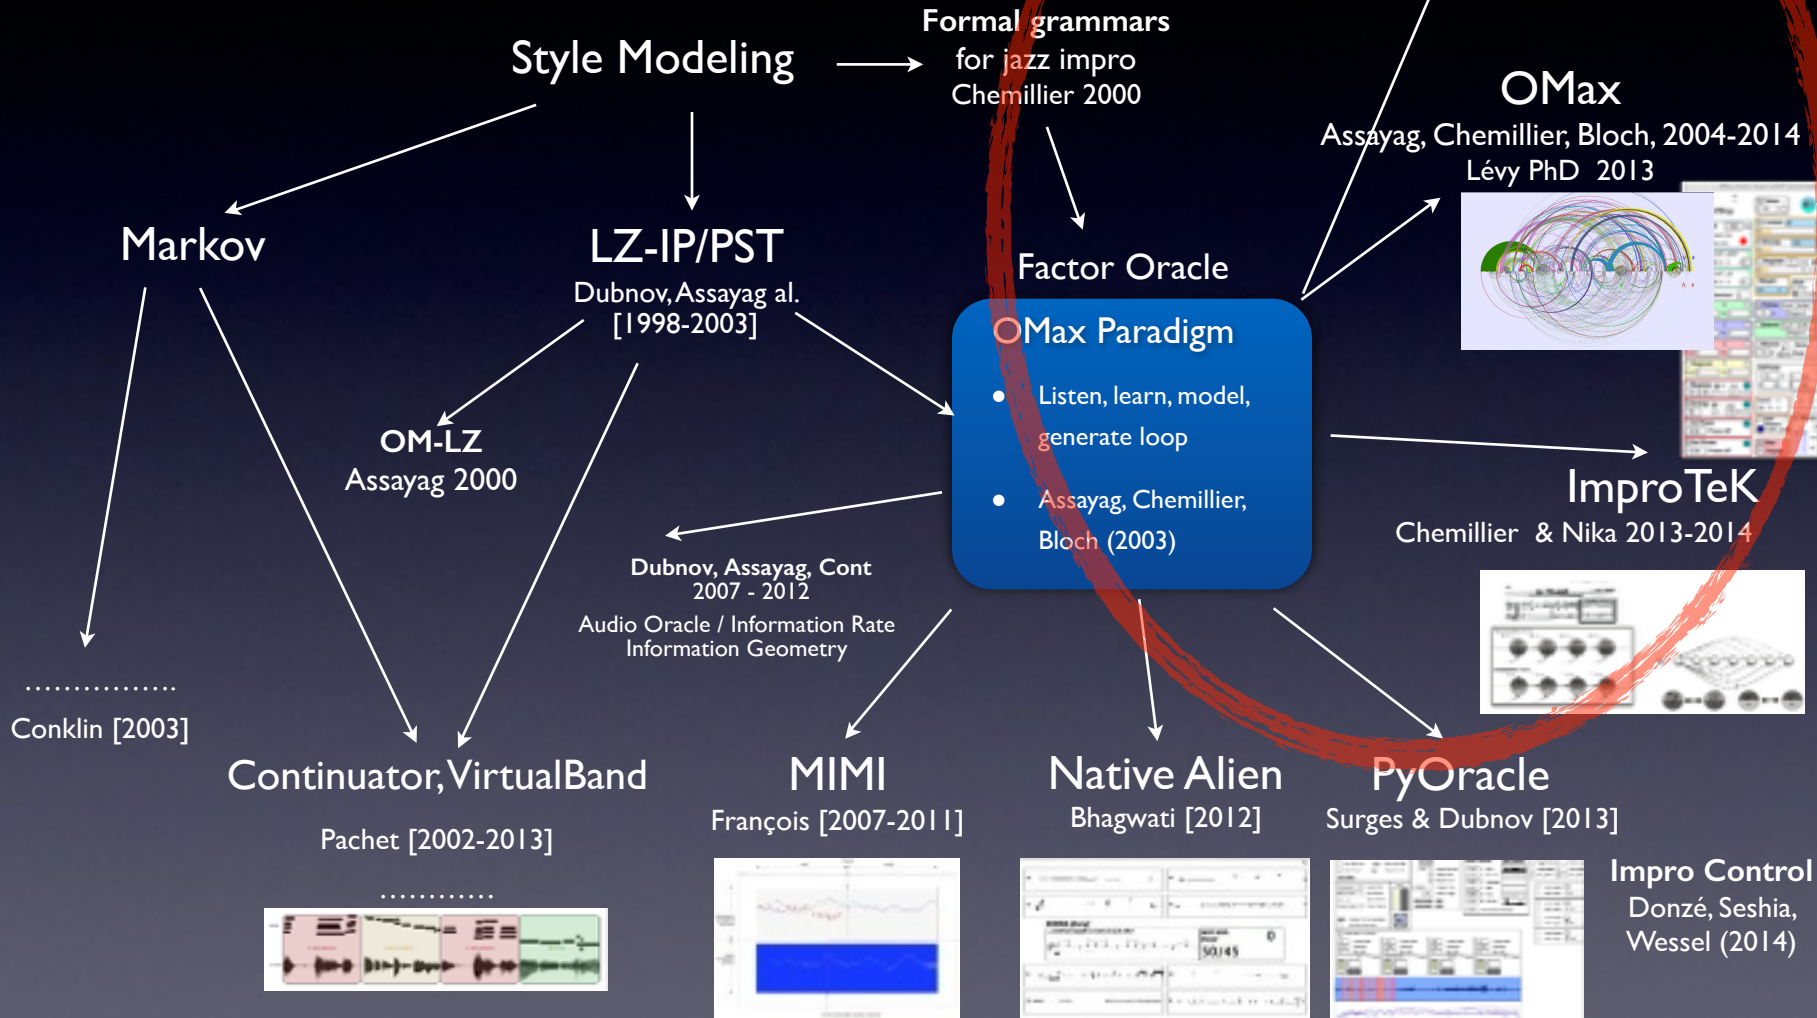 Formal grammars
for jazz impro
Chemillier 2000
Style Modeling
OMax
Assayag, Chemillier, Bloch, 2004-2014
Lévy PhD 2013
Markov
LZ-IP/PST
Dubnov, Assayag al.
[1998-2003]
Factor Oracle
OMax Paradigm
● Listen, learn, model,
generate loop
● Assayag, Chemillier,
Bloch (2003)
OM-LZ
Assayag 2000
ImproTeK
Chemillier & Nika 2013-2014
Dubnov, Assayag, Cont
2007 - 2012
Audio Oracle / Information Rate
Information Geometry
................
Conklin [2003]
Continuator, VirtualBand
Pachet [2002-2013]
............
MIMI
François [2007-2011]
Native Alien
Bhagwati [2012]
PyOracle
Surges & Dubnov [2013]
Impro Control
Donzé, Seshia,
Wessel (2014)
0
50/45